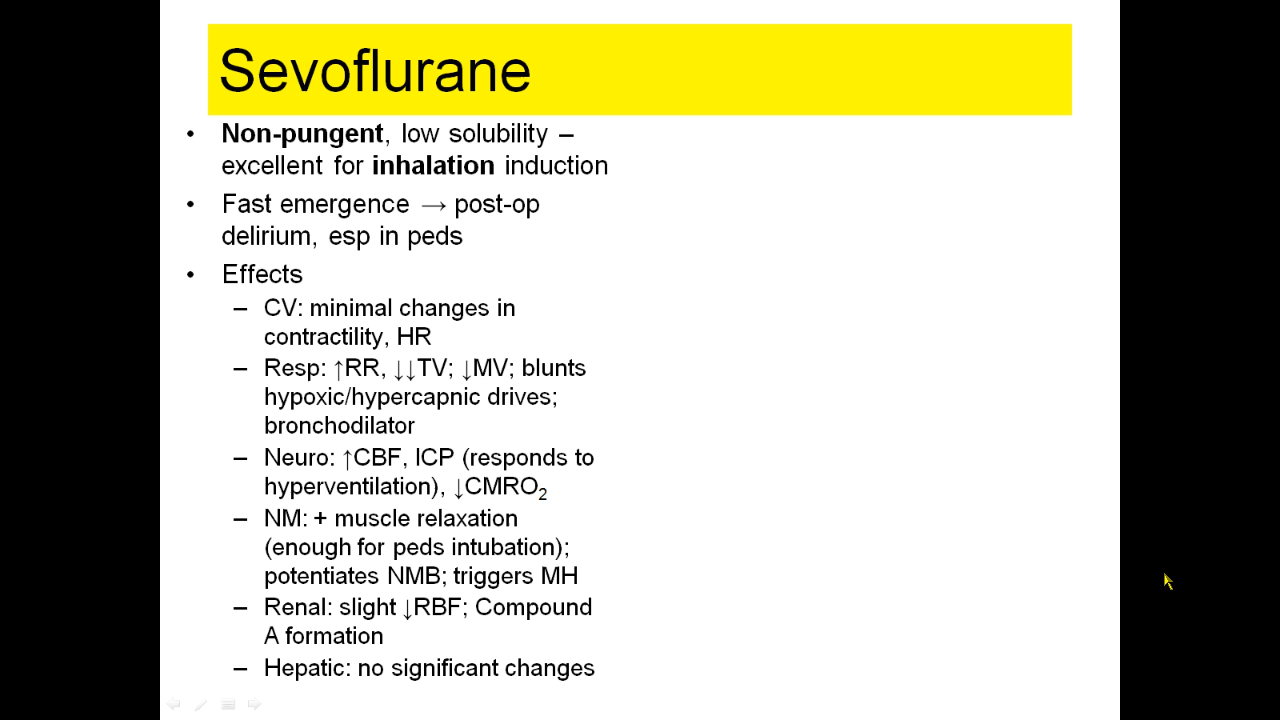 Sevoflurane
• Non-pungent, low solubility –
excellent for inhalation induction
• Fast emergence → post-op
delirium, esp in peds
• Effects
– CV: minimal changes in
contractility, HR
– Resp: ↑RR, ↓↓TV; ↓MV; blunts
hypoxic/hypercapnic drives;
bronchodilator
– Neuro: ↑CBF, ICP (responds to
hyperventilation), ↓CMRO₂
– NM: + muscle relaxation
(enough for peds intubation);
potentiates NMB; triggers MH
– Renal: slight ↓RBF; Compound
A formation
– Hepatic: no significant changes